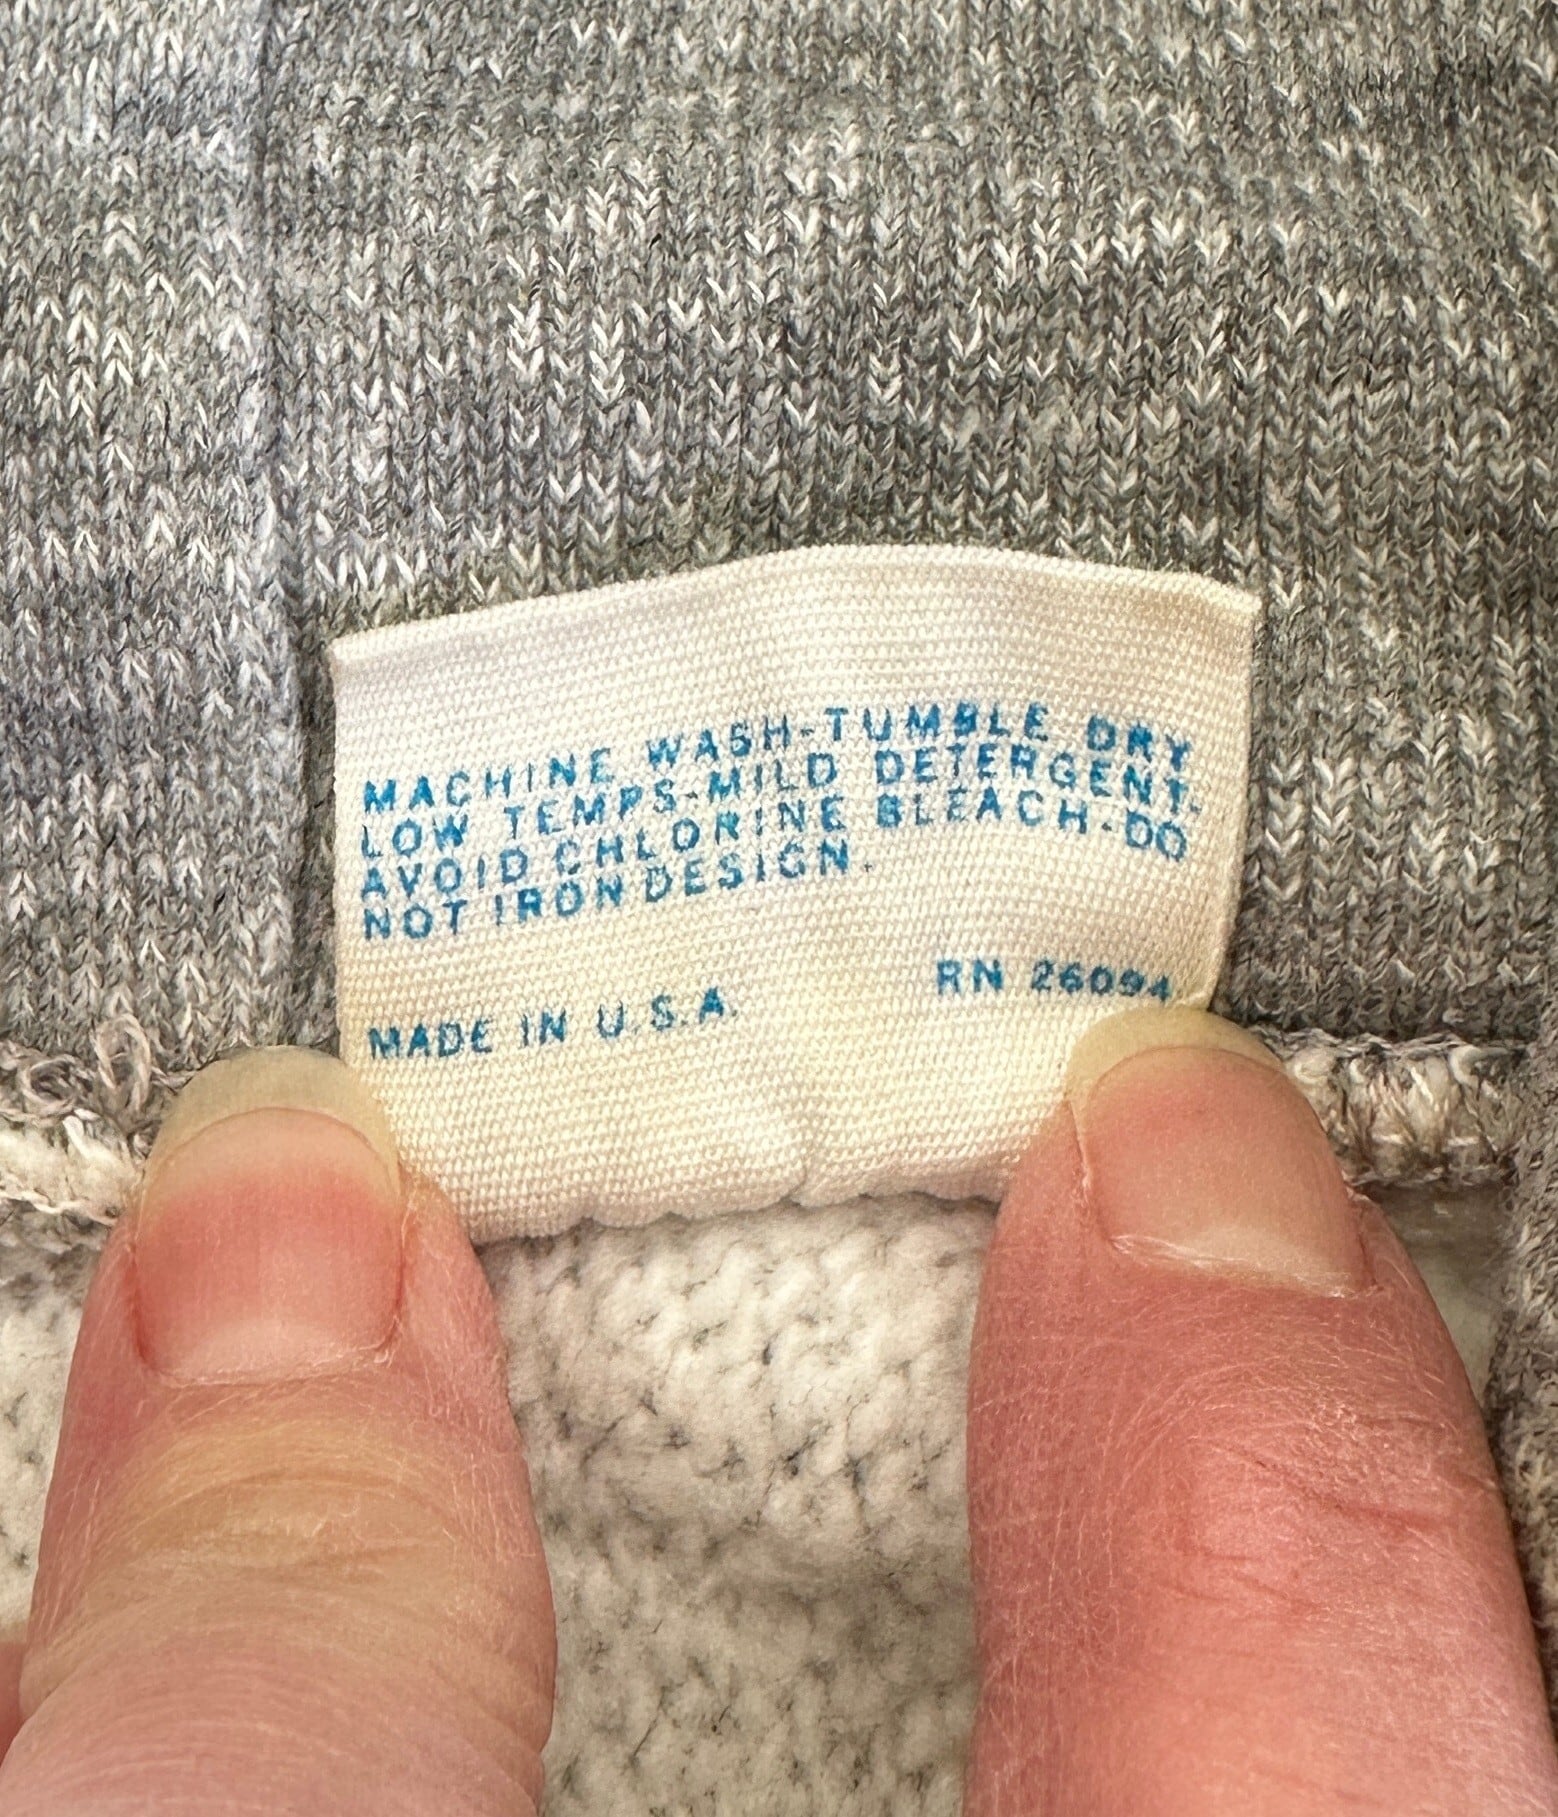 MACHINE WASH-TUMBLE DRY
LOW TEMPS-MILD DETERGENT.
AVOID CHLORINE BLEACH-DO
NOT IRON DESIGN.
RN 26094
MADE IN U.S.A.